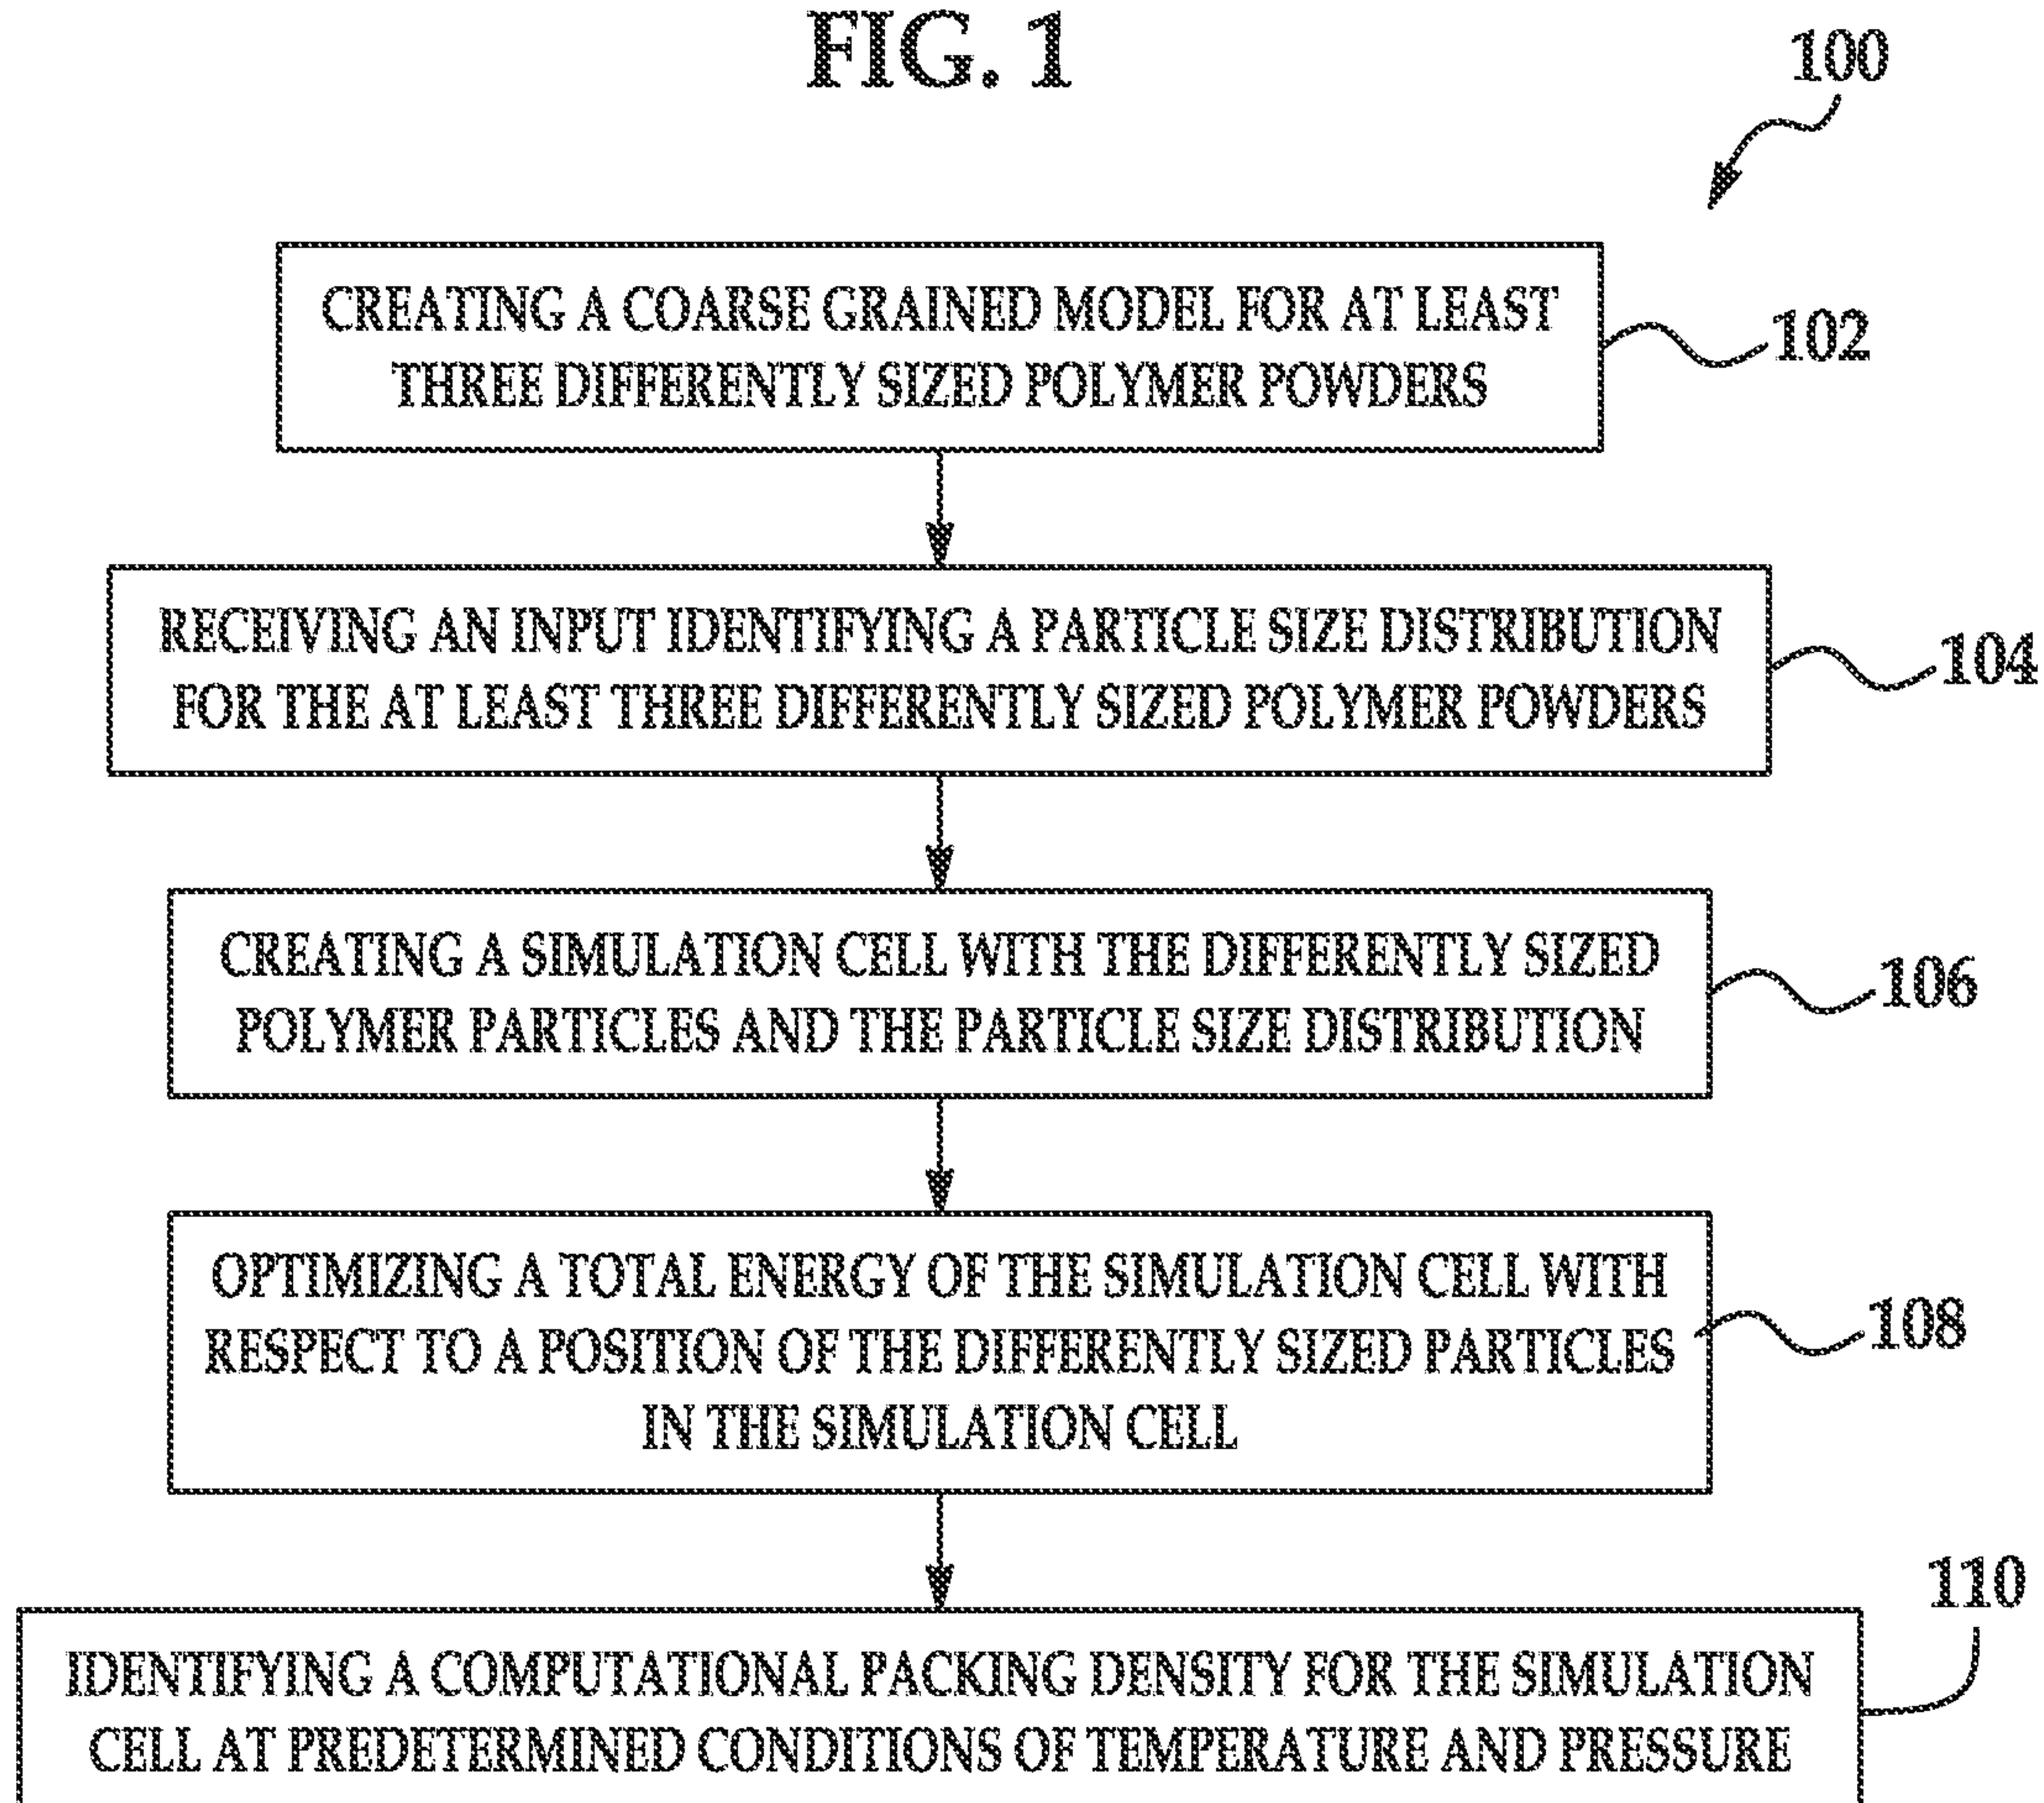 FIG. 1
100
CREATING A COARSE GRAINED MODEL FOR AT LEAST
THREE DIFFERENTLY SIZED POLYMER POWDERS
102
RECEIVING AN INPUT IDENTIFYING A PARTICLE SIZE DISTRIBUTION
FOR THE AT LEAST THREE DIFFERENTLY SIZED POLYMER POWDERS
104
CREATING A SIMULATION CELL WITH THE DIFFERENTLY SIZED
POLYMER PARTICLES AND THE PARTICLE SIZE DISTRIBUTION
106
OPTIMIZING A TOTAL ENERGY OF THE SIMULATION CELL WITH
RESPECT TO A POSITION OF THE DIFFERENTLY SIZED PARTICLES
IN THE SIMULATION CELL
108
IDENTIFYING A COMPUTATIONAL PACKING DENSITY FOR THE SIMULATION
CELL AT PREDETERMINED CONDITIONS OF TEMPERATURE AND PRESSURE
110